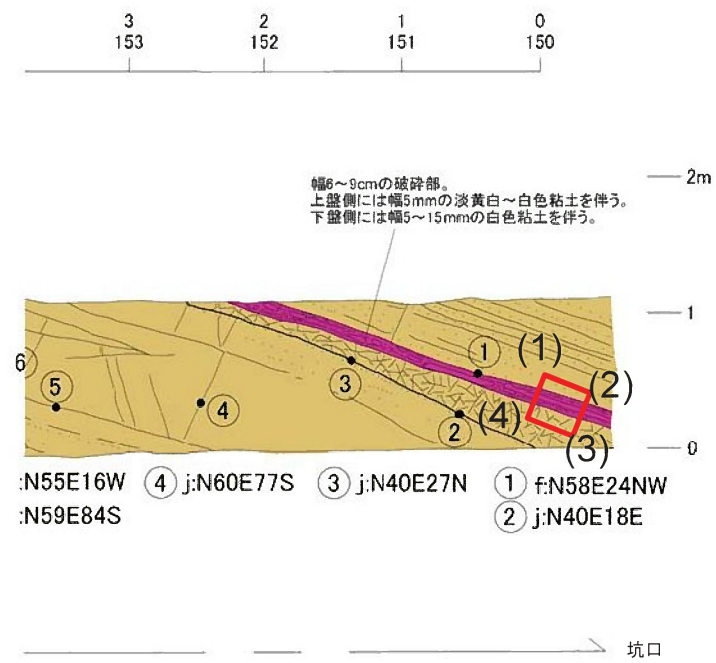 3 2 1 0
153 152 151 150
2m
幅6～9cmの破砕部。
上盤側には幅5mmの淡黄白～白色粘土を伴う。
下盤側には幅5～15mmの白色粘土を伴う。
1
① (1)
6 ③ (2)
⑤
④ ② (4)
(3) 0
:N55E16W ④ j:N60E77S ③ j:N40E27N ① f:N58E24NW
:N59E84S ② j:N40E18E
坑口